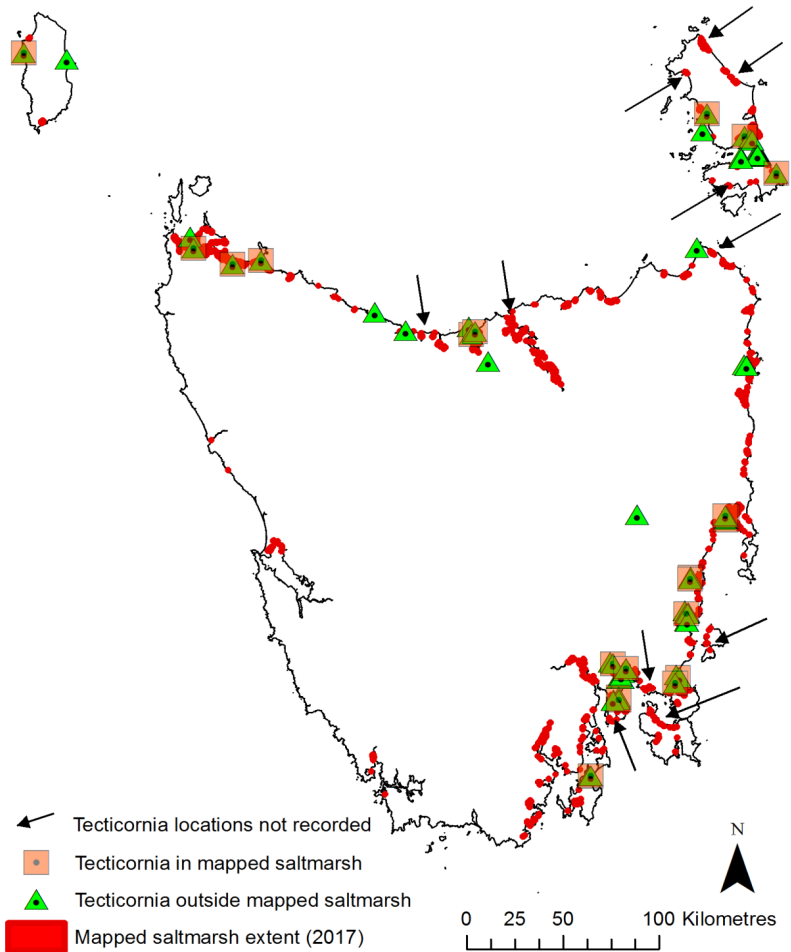 N
Tecticornia locations not recorded
Tecticornia in mapped saltmarsh
Tecticornia outside mapped saltmarsh
Mapped saltmarsh extent (2017)
0 25 50 100 Kilometres